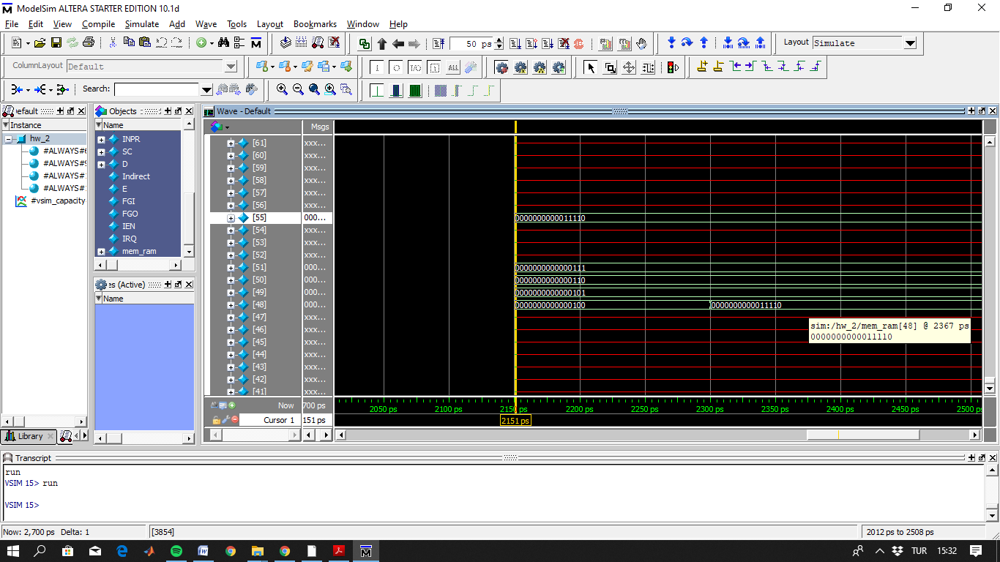 ModelSim ALTERA STARTER EDITION 10.1d
File Edit View Compile Simulate Add Wave Tools Layout Bookmarks Window Help
50 ps
Layout Simulate
ColumnLayout Default
ALL
Search:
efault
Objects
Wave - Default
Instance
Name
Msgs
hw_2
#ALWAYS#6
#ALWAYS#9
#ALWAYS#
#ALWAYS#
#vsim_capacity
INPR
SC
D
Indirect
E
FGI
FGO
IEN
IRQ
mem_ram
es (Active)
Name
[61] xxx...
[60] xxx...
[59] xxx...
[58] xxx...
[57] xxx...
[56] xxx...
[55] 000... 0000000000011110
[54] xxx...
[53] xxx...
[52] xxx...
[51] 000... 0000000000000111
[50] 000... 0000000000000110
[49] 000... 0000000000000101
[48] 000... 0000000000000100 0000000000011110
[47] xxx...
[46] xxx...
[45] xxx...
[44] xxx...
[43] xxx...
[42] xxx...
[41] xxx...
sim:/hw_2/mem_ram[48] @ 2367 ps
0000000000011110
Now 700 ps 2050 ps 2100 ps 2150 ps 2200 ps 2250 ps 2300 ps 2350 ps 2400 ps 2450 ps 2500 ps
Cursor 1 151 ps 2151 ps
Library
Transcript
run
VSIM 15> run
VSIM 15>
Now: 2,700 ps Delta: 1 [3854] 2012 ps to 2508 ps
TUR 15:32